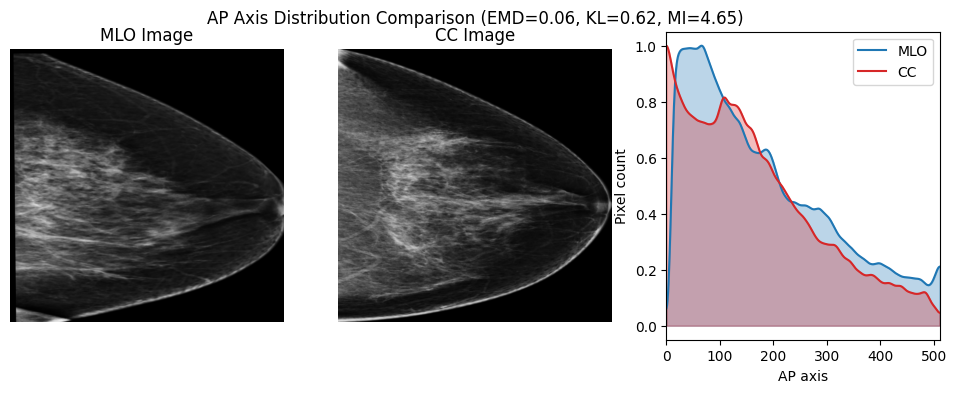 AP Axis Distribution Comparison (EMD=0.06, KL=0.62, MI=4.65)
MLO Image
CC Image
MLO
CC
1.0
0.8
0.6
0.4
0.2
0.0
Pixel count
0 100 200 300 400 500
AP axis